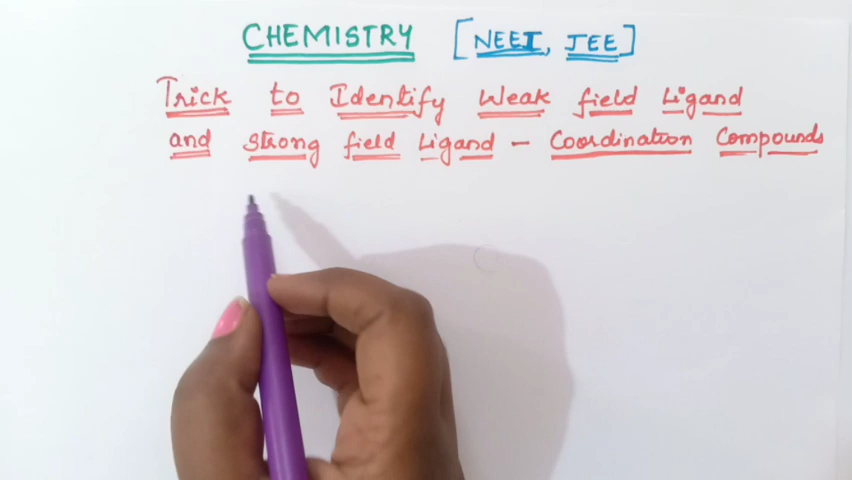 CHEMISTRY [NEET, JEE]
Trick to Identify Weak field Ligand
and strong field Ligand - Coordination Compounds